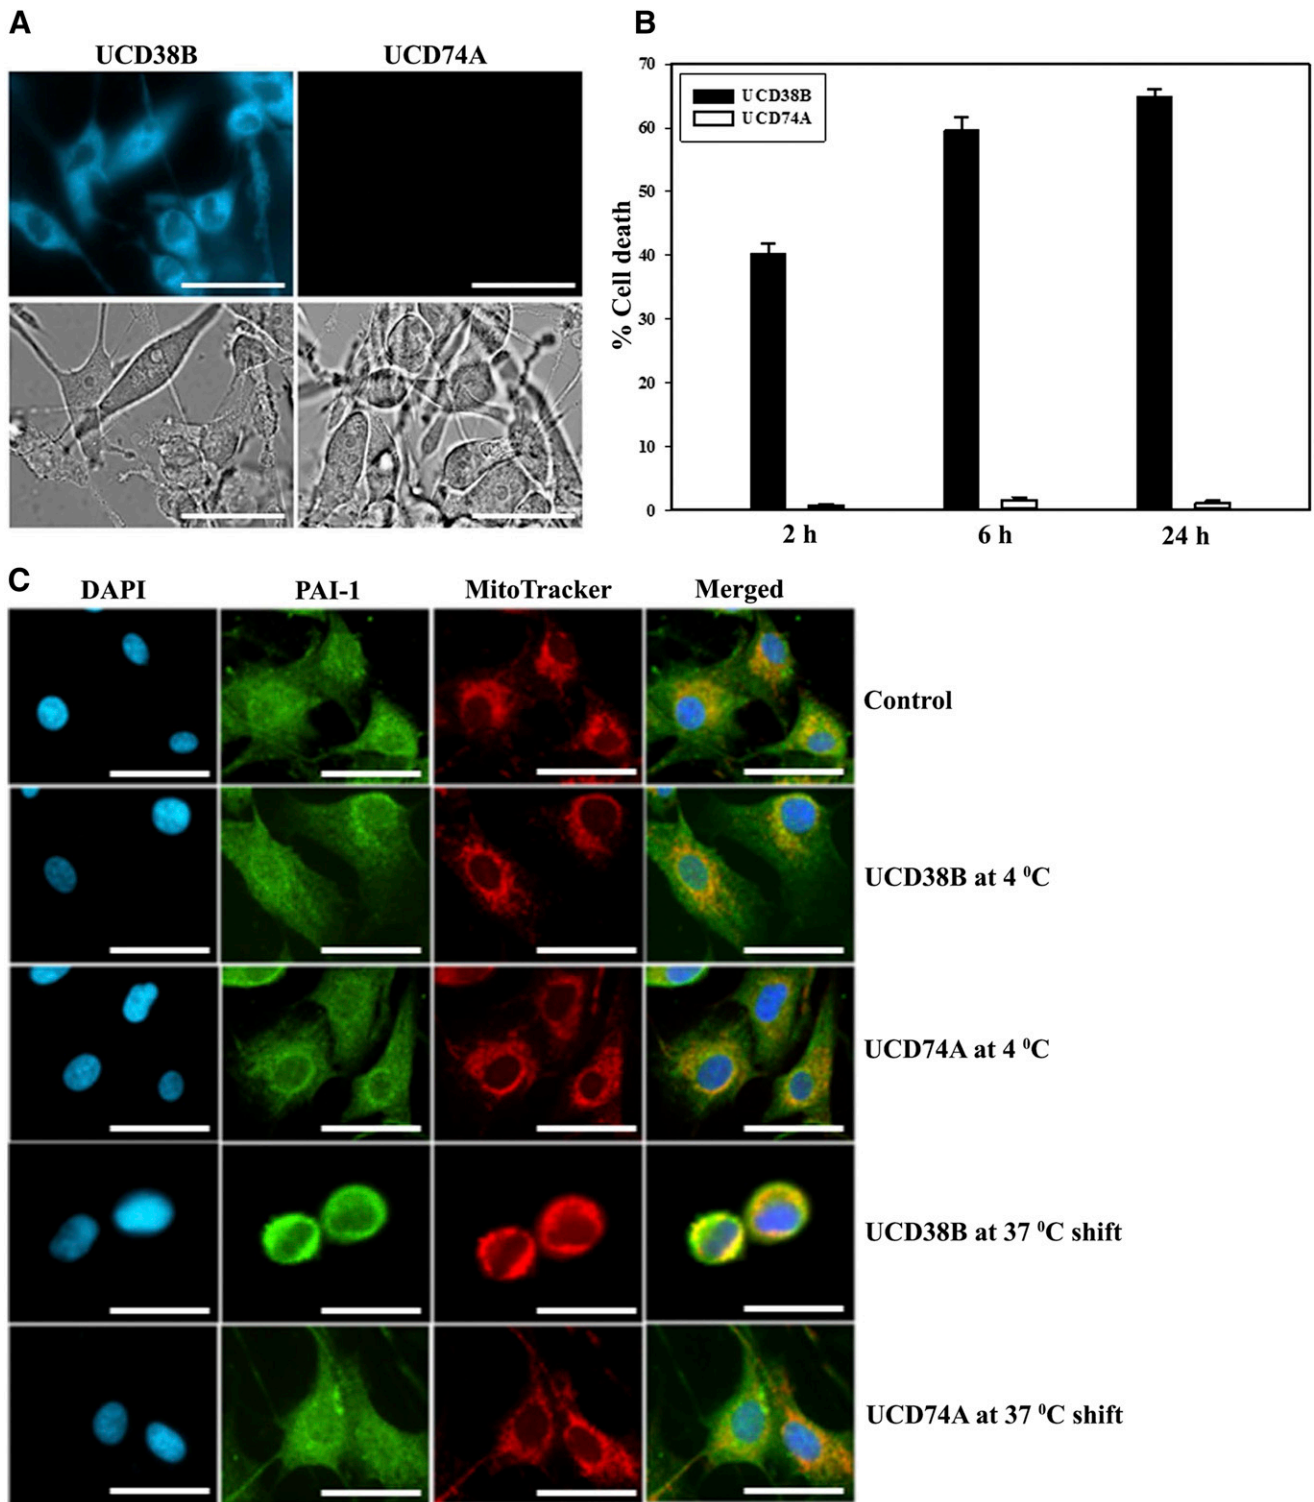 A
UCD38B UCD74A
B
70
60
50
40
30
20
10
0
% Cell death
UCD38B
UCD74A
2 h 6 h 24 h
C
DAPI PAI-1 MitoTracker Merged
Control
UCD38B at 4 ⁰C
UCD74A at 4 ⁰C
UCD38B at 37 ⁰C shift
UCD74A at 37 ⁰C shift